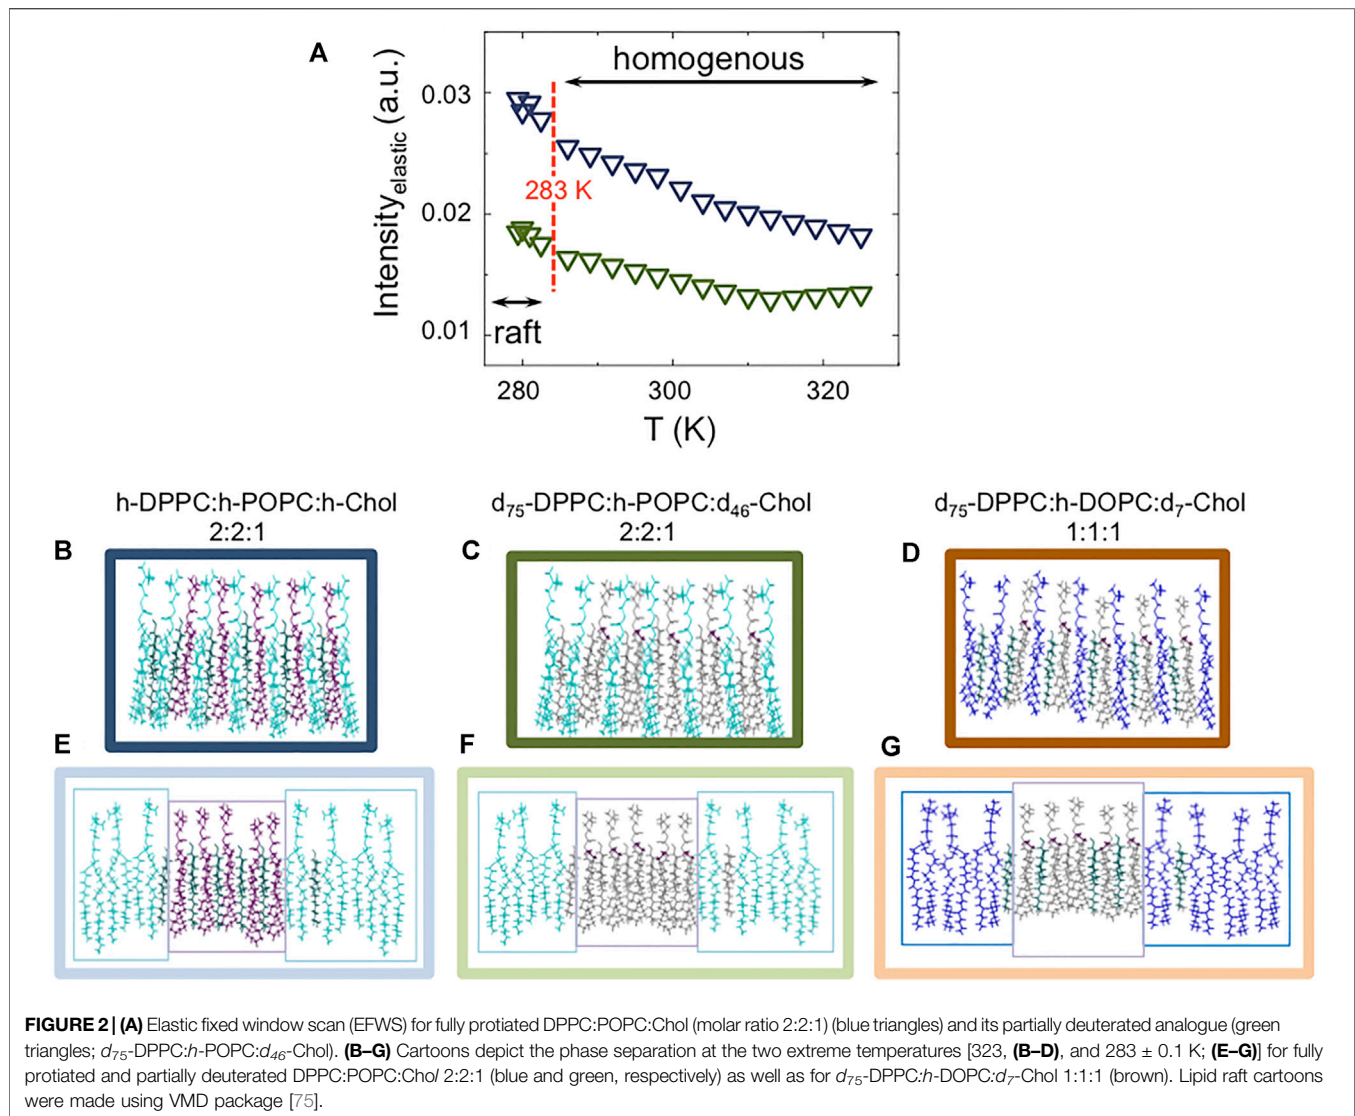 A
homogenous
Intensity_elastic (a.u.)
0.03
283 K
0.02
raft
0.01
280 300 320
T (K)
h-DPPC:h-POPC:h-Chol
2:2:1
d75-DPPC:h-POPC:d46-Chol
2:2:1
d75-DPPC:h-DOPC:d7-Chol
1:1:1
B
C
D
E
F
G
FIGURE 2 | (A) Elastic fixed window scan (EFWS) for fully protiated DPPC:POPC:Chol (molar ratio 2:2:1) (blue triangles) and its partially deuterated analogue (green
triangles; d75-DPPC:h-POPC:d46-Chol). (B–G) Cartoons depict the phase separation at the two extreme temperatures [323, (B–D), and 283 ± 0.1 K; (E–G)] for fully
protiated and partially deuterated DPPC:POPC:Chol 2:2:1 (blue and green, respectively) as well as for d75-DPPC:h-DOPC:d7-Chol 1:1:1 (brown). Lipid raft cartoons
were made using VMD package [75].